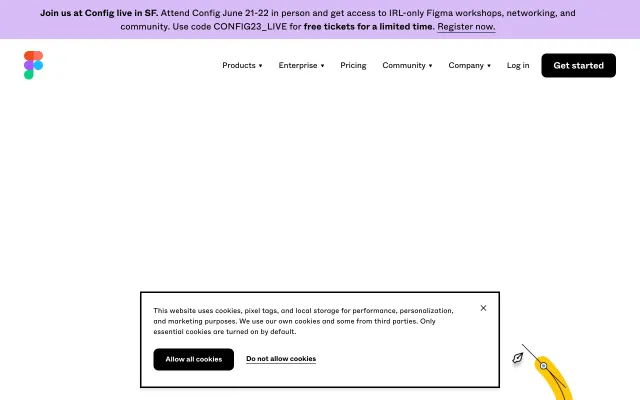 Join us at Config live in SF. Attend Config June 21-22 in person and get access to IRL-only Figma workshops, networking, and
community. Use code CONFIG23_LIVE for free tickets for a limited time. Register now.
Products ▾ Enterprise ▾ Pricing Community ▾ Company ▾ Log in Get started
This website uses cookies, pixel tags, and local storage for performance, personalization,
and marketing purposes. We use our own cookies and some from third parties. Only
essential cookies are turned on by default.
Allow all cookies Do not allow cookies